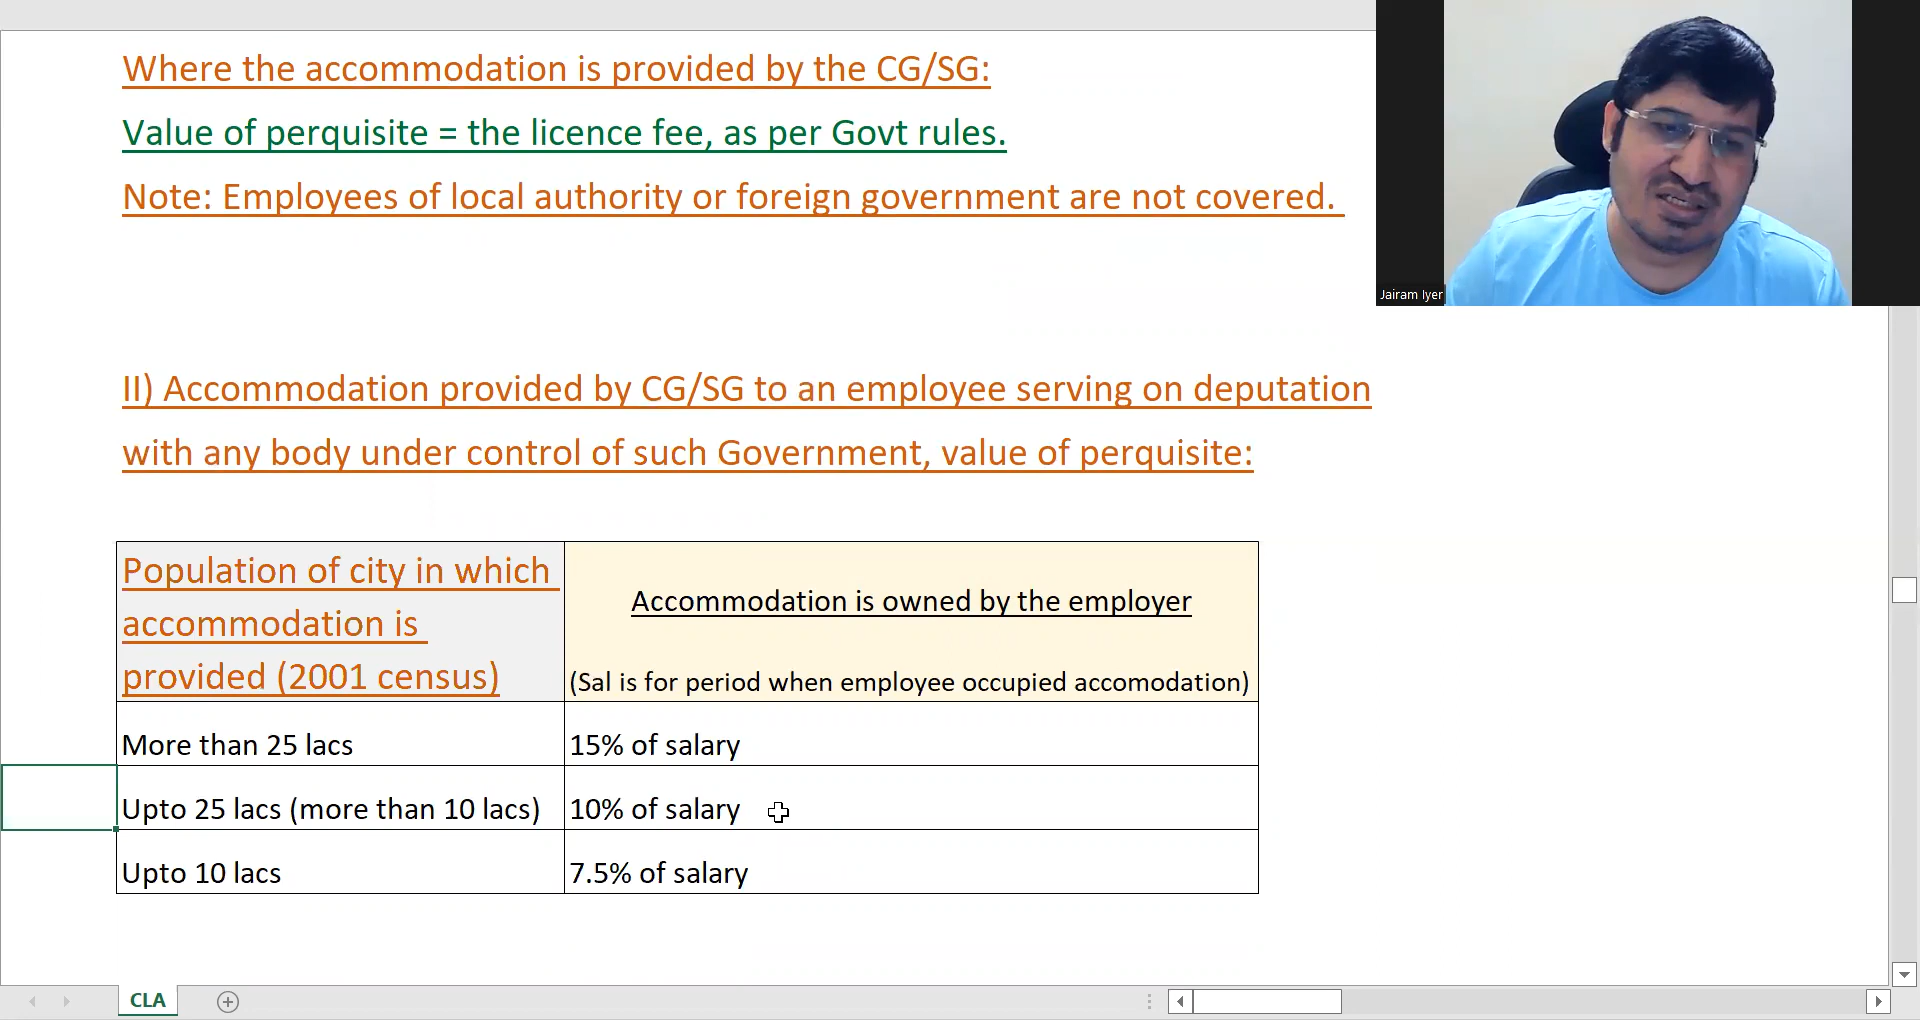 Where the accommodation is provided by the CG/SG:
Value of perquisite = the licence fee, as per Govt rules.
Note: Employees of local authority or foreign government are not covered.
Jairam Iyer
II) Accommodation provided by CG/SG to an employee serving on deputation
with any body under control of such Government, value of perquisite:
Population of city in which
accommodation is
provided (2001 census)
Accommodation is owned by the employer
(Sal is for period when employee occupied accomodation)
More than 25 lacs
15% of salary
Upto 25 lacs (more than 10 lacs)
10% of salary
Upto 10 lacs
7.5% of salary
CLA